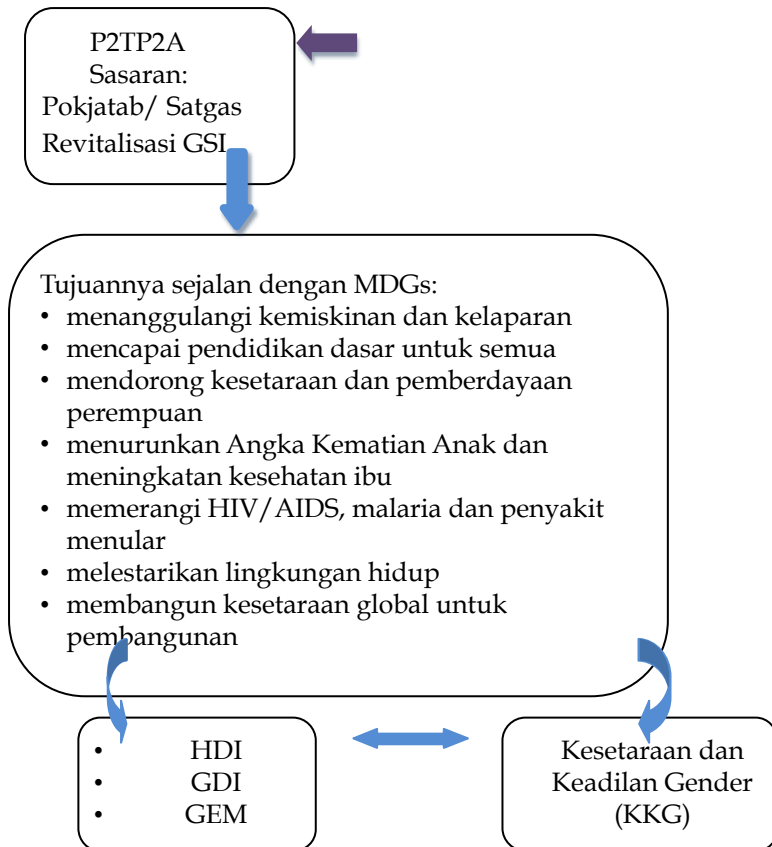 P2TP2A
Sasaran:
Pokjatab/ Satgas
Revitalisasi GSI
Tujuannya sejalan dengan MDGs:
• menanggulangi kemiskinan dan kelaparan
• mencapai pendidikan dasar untuk semua
• mendorong kesetaraan dan pemberdayaan
perempuan
• menurunkan Angka Kematian Anak dan
meningkatan kesehatan ibu
• memerangi HIV/AIDS, malaria dan penyakit
menular
• melestarikan lingkungan hidup
• membangun kesetaraan global untuk
pembangunan
• HDI
• GDI
• GEM
Kesetaraan dan
Keadilan Gender
(KKG)